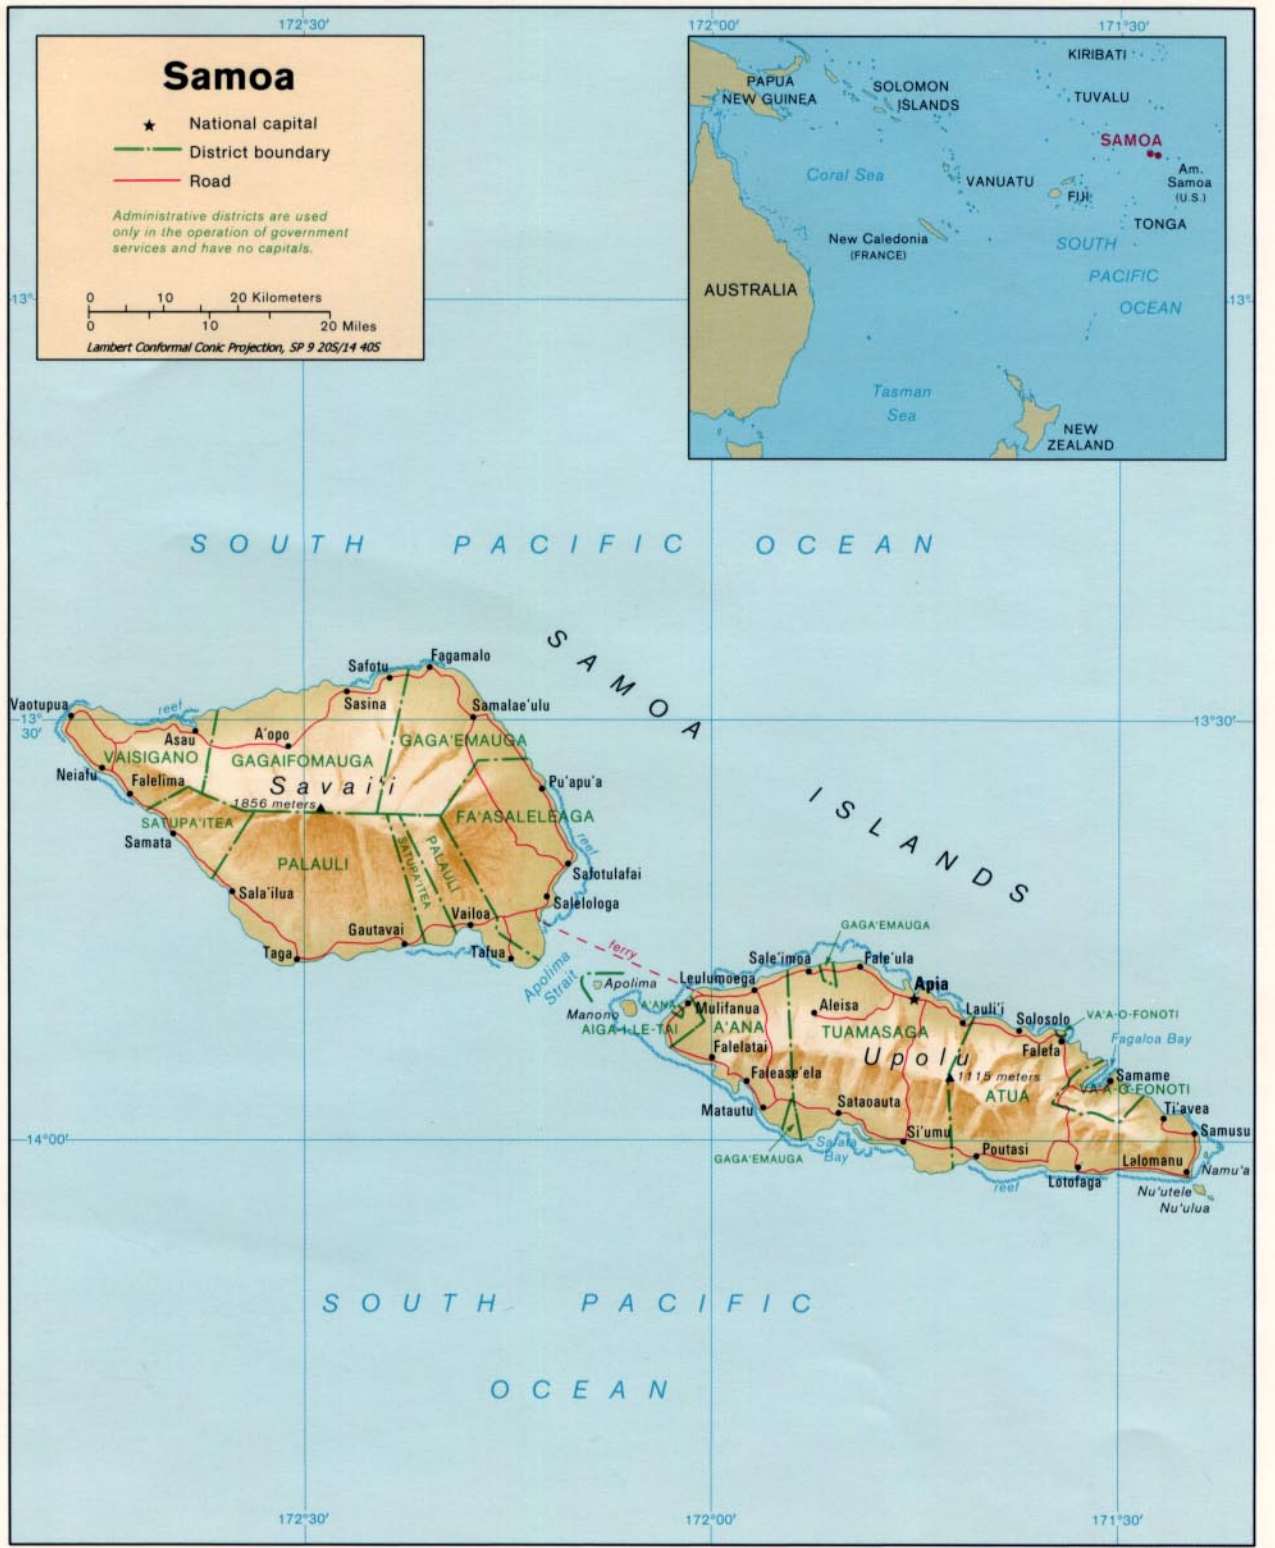 172°30'
172°00'
171°30'
Samoa
National capital
District boundary
Road
Administrative districts are used
only in the operation of government
services and have no capitals.
0 10 20 Kilometers
0 10 20 Miles
Lambert Conformal Conic Projection, SP 9 20S/14 40S
KIRIBATI
PAPUA
NEW GUINEA
SOLOMON
ISLANDS
TUVALU
SAMOA
Coral Sea
VANUATU
FIJI
Am.
Samoa
(U.S.)
TONGA
New Caledonia
(FRANCE)
SOUTH
PACIFIC
OCEAN
AUSTRALIA
Tasman
Sea
NEW
ZEALAND
13°
13°
SOUTH PACIFIC OCEAN
SAMOA
ISLANDS
Fagamalo
Safotu
Sasina
Vaotupua
reef
Samalae'ulu
13°
30'
13°30'
Asau
A'opo
GAGA'EMAUGA
VAISIGANO
GAGAIFOMAUGA
Neiafu
Falelima
Savai'i
Pu'apu'a
1856 meters
SATUPA'ITEA
FA'ASALELEAGA
Samata
reef
PALAULI
SATUPA'ITEA
PALAULI
Safotulafai
Sala'ilua
Salelologa
Vailoa
Gautavai
Taga
Tafua
ferry
Apolima
Strait
Apolima
Manono
AIGA-I-LE-TAI
A'ANA
GAGA'EMAUGA
Sale'imoa
Fale'ula
Leulumoega
Apia
Mulifanua
Aleisa
Lauli'i
Solosolo
VA'A-O-FONOTI
A'ANA
TUAMASAGA
Falelatai
Upolu
Falefa
Fagaloa Bay
Falease'ela
1115 meters
Samame
ATUA
VA'A-O-FONOTI
Matautu
Sataoauta
Ti'avea
Si'umu
Samusu
14°00'
Safata
Bay
Poutasi
GAGA'EMAUGA
Lalomanu
Namu'a
reef
Lotofaga
Nu'utele
Nu'ulua
SOUTH PACIFIC
OCEAN
172°30'
172°00'
171°30'